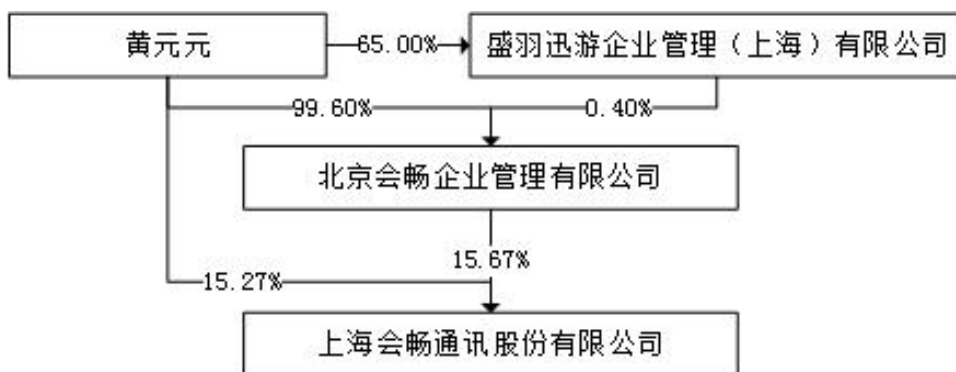 黄元元
65.00%
盛羽迅游企业管理（上海）有限公司
99.60%
0.40%
北京会畅企业管理有限公司
15.67%
15.27%
上海会畅通讯股份有限公司